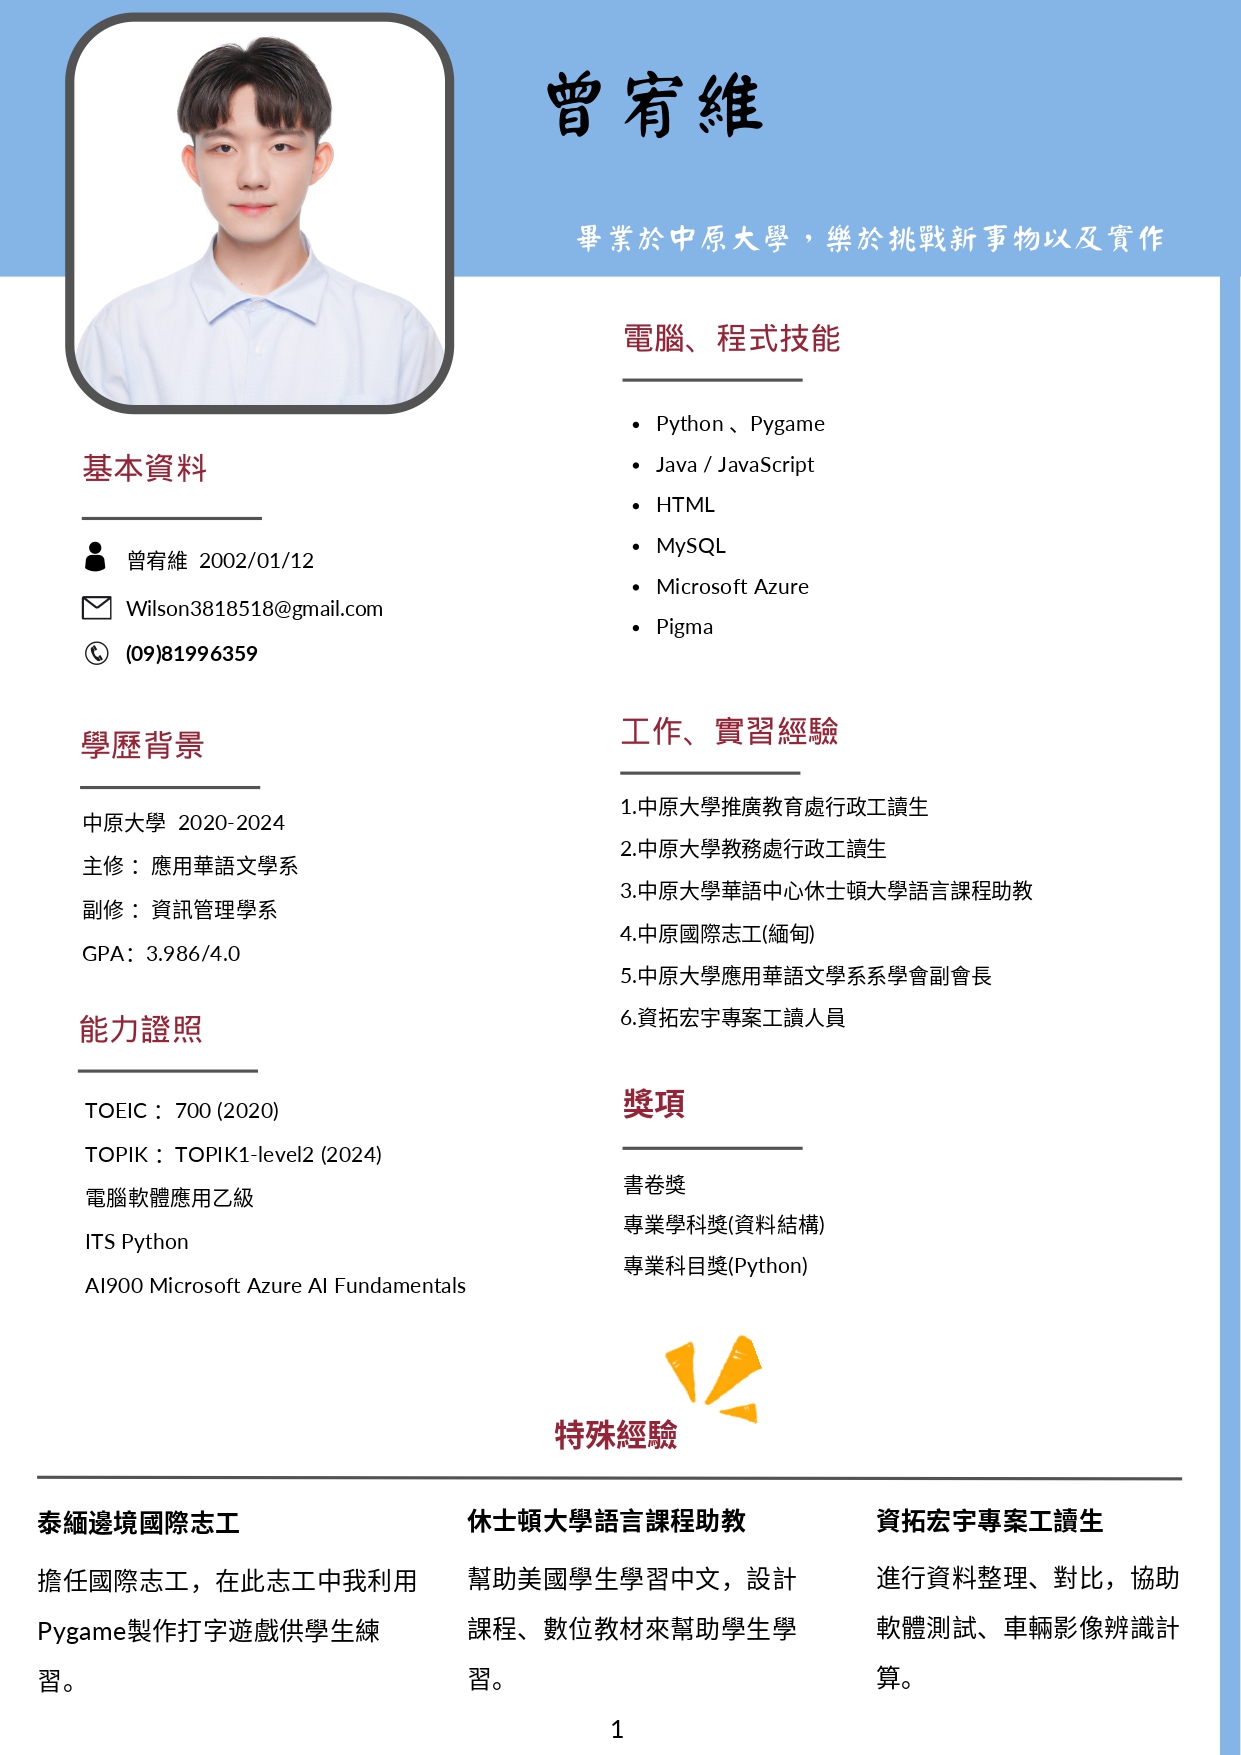 曾宥維
畢業於中原大學，樂於挑戰新事物以及實作
基本資料
曾宥維 2002/01/12
Wilson3818518@gmail.com
(09)81996359
學歷背景
中原大學 2020-2024
主修：應用華語文學系
副修：資訊管理學系
GPA：3.986/4.0
能力證照
TOEIC：700 (2020)
TOPIK：TOPIK1-level2 (2024)
電腦軟體應用乙級
ITS Python
AI900 Microsoft Azure AI Fundamentals
電腦、程式技能
• Python 、Pygame
• Java / JavaScript
• HTML
• MySQL
• Microsoft Azure
• Pigma
工作、實習經驗
1.中原大學推廣教育處行政工讀生
2.中原大學教務處行政工讀生
3.中原大學華語中心休士頓大學語言課程助教
4.中原國際志工(緬甸)
5.中原大學應用華語文學系系學會副會長
6.資拓宏宇專案工讀人員
獎項
書卷獎
專業學科獎(資料結構)
專業科目獎(Python)
特殊經驗
泰緬邊境國際志工
擔任國際志工，在此志工中我利用
Pygame製作打字遊戲供學生練
習。
休士頓大學語言課程助教
幫助美國學生學習中文，設計
課程、數位教材來幫助學生學
習。
資拓宏宇專案工讀生
進行資料整理、對比，協助
軟體測試、車輛影像辨識計
算。
1